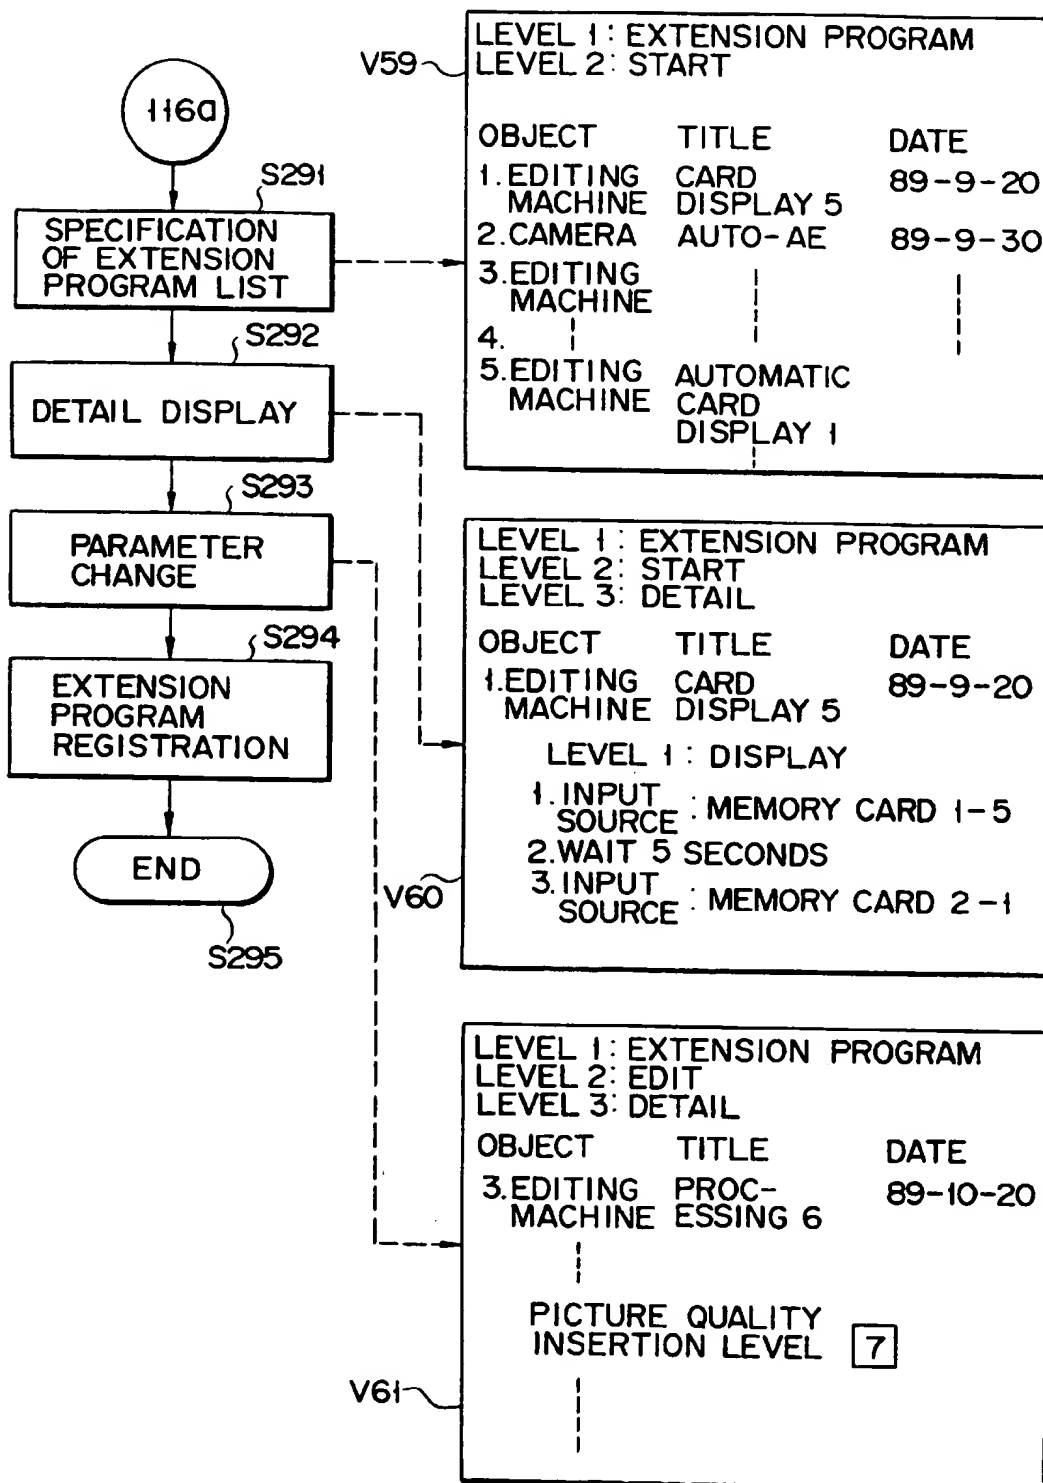 116a
S291
SPECIFICATION
OF EXTENSION
PROGRAM LIST
S292
DETAIL DISPLAY
S293
PARAMETER
CHANGE
S294
EXTENSION
PROGRAM
REGISTRATION
END
S295
V59
LEVEL 1: EXTENSION PROGRAM
LEVEL 2: START
OBJECT TITLE DATE
1. EDITING CARD 89-9-20
MACHINE DISPLAY 5
2. CAMERA AUTO-AE 89-9-30
3. EDITING
MACHINE
4.
5. EDITING AUTOMATIC
MACHINE CARD
DISPLAY 1
V60
LEVEL 1: EXTENSION PROGRAM
LEVEL 2: START
LEVEL 3: DETAIL
OBJECT TITLE DATE
1. EDITING CARD 89-9-20
MACHINE DISPLAY 5
LEVEL 1: DISPLAY
1. INPUT
SOURCE : MEMORY CARD 1-5
2. WAIT 5 SECONDS
3. INPUT
SOURCE : MEMORY CARD 2-1
V61
LEVEL 1: EXTENSION PROGRAM
LEVEL 2: EDIT
LEVEL 3: DETAIL
OBJECT TITLE DATE
3. EDITING PROC- 89-10-20
MACHINE ESSING 6
PICTURE QUALITY
INSERTION LEVEL 7